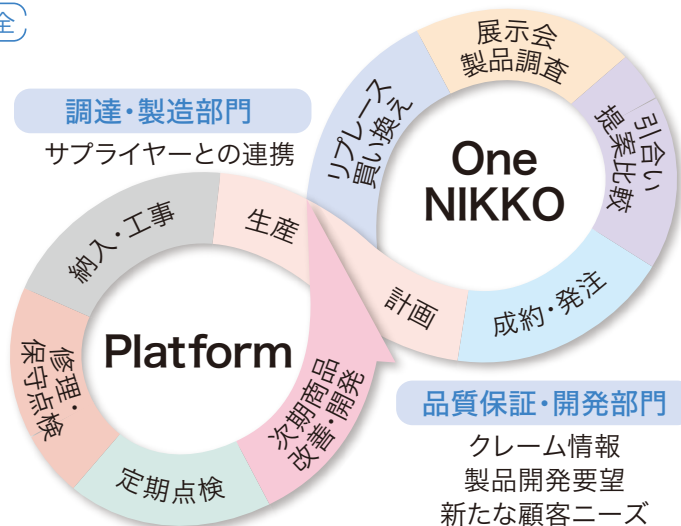 全
展示会
製品調査
調達・製造部門
サプライヤーとの連携
リプレース
買い換え
引合い
提案比較
One
NIKKO
納入・工事
生産
計画
成約・発注
Platform
修理・
保守点検
次期商品
改善・開発
定期点検
品質保証・開発部門
クレーム情報
製品開発要望
新たな顧客ニーズ